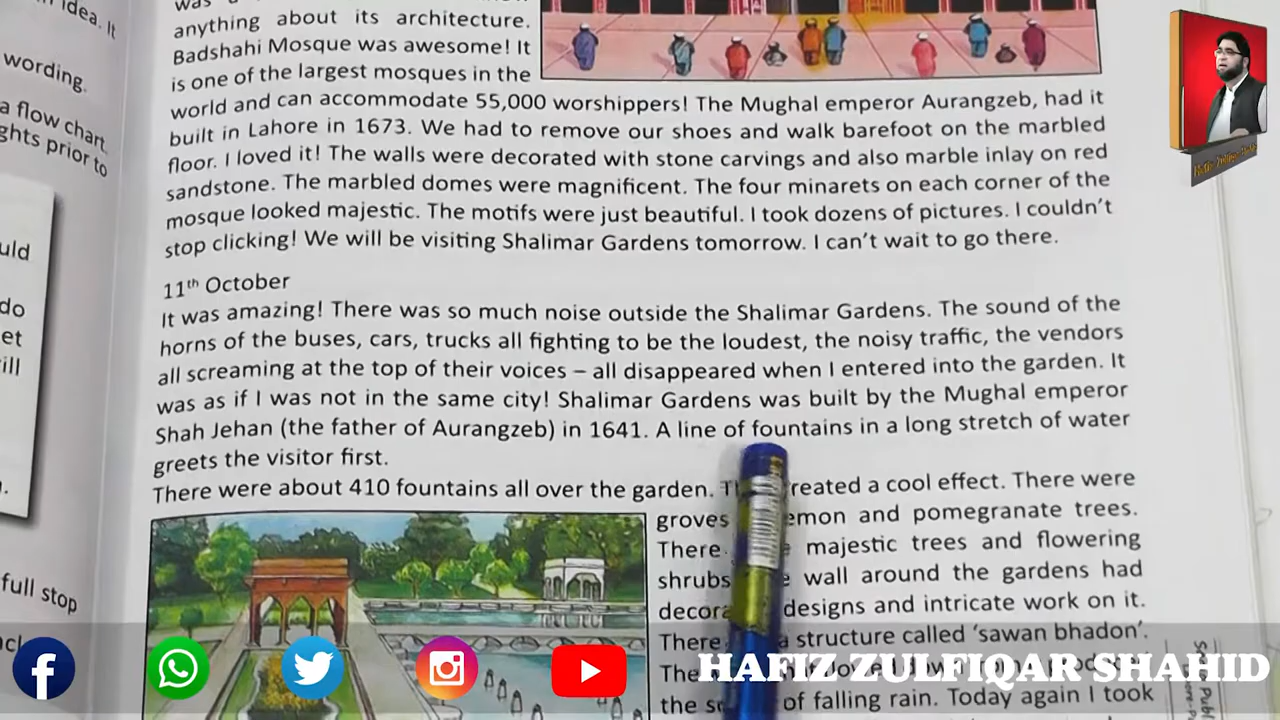 idea. It
wording.
a flow chart.
ghts prior to
uld
do
et
ill
full stop
anything about its architecture.
Badshahi Mosque was awesome! It
is one of the largest mosques in the
world and can accommodate 55,000 worshippers! The Mughal emperor Aurangzeb, had it
built in Lahore in 1673. We had to remove our shoes and walk barefoot on the marbled
floor. I loved it! The walls were decorated with stone carvings and also marble inlay on red
sandstone. The marbled domes were magnificent. The four minarets on each corner of the
mosque looked majestic. The motifs were just beautiful. I took dozens of pictures. I couldn't
stop clicking! We will be visiting Shalimar Gardens tomorrow. I can't wait to go there.
11th October
It was amazing! There was so much noise outside the Shalimar Gardens. The sound of the
horns of the buses, cars, trucks all fighting to be the loudest, the noisy traffic, the vendors
all screaming at the top of their voices – all disappeared when I entered into the garden. It
was as if I was not in the same city! Shalimar Gardens was built by the Mughal emperor
Shah Jehan (the father of Aurangzeb) in 1641. A line of fountains in a long stretch of water
greets the visitor first.
There were about 410 fountains all over the garden. reated a cool effect. There were
groves emon and pomegranate trees.
There majestic trees and flowering
shrubs wall around the gardens had
decora designs and intricate work on it.
There a structure called 'sawan bhadon'.
The
the of falling rain. Today again I took
HAFIZ ZULFIQAR SHAHID